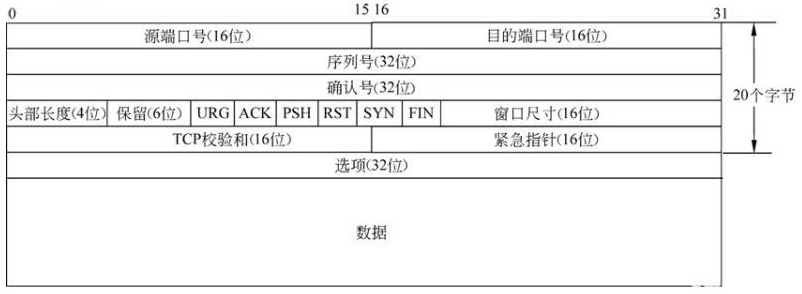 0 15 16 31
源端口号(16位) 目的端口号(16位)
序列号(32位)
确认号(32位)
20个字节
头部长度(4位) 保留(6位) URG ACK PSH RST SYN FIN 窗口尺寸(16位)
TCP校验和(16位) 紧急指针(16位)
选项(32位)
数据